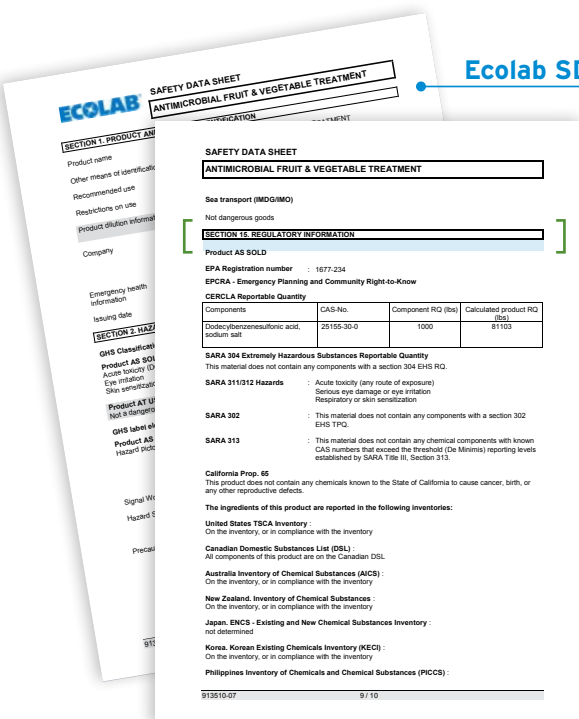 Ecolab SD
ECOLAB
SAFETY DATA SHEET
ANTIMICROBIAL FRUIT & VEGETABLE TREATMENT
SECTION 1. PRODUCT AN
Product name
Other means of identificatio
Recommended use
Restrictions on use
Product dilution informat
Company
Emergency health
information
Issuing date
SECTION 2. HAZA
GHS Classificati
Product AS SOL
Acute toxicity (O
Eye irritation
Skin sensitizatio
Product AT US
Not a dangero
GHS label ele
Product AS
Hazard picto
Signal Wo
Hazard S
Precau
913
SAFETY DATA SHEET
ANTIMICROBIAL FRUIT & VEGETABLE TREATMENT
Sea transport (IMDG/IMO)
Not dangerous goods
SECTION 15. REGULATORY INFORMATION
Product AS SOLD
EPA Registration number : 1677-234
EPCRA - Emergency Planning and Community Right-to-Know
CERCLA Reportable Quantity
Components CAS-No. Component RQ (lbs) Calculated product RQ
(lbs)
Dodecylbenzenesulfonic acid, 25155-30-0 1000 81103
sodium salt
SARA 304 Extremely Hazardous Substances Reportable Quantity
This material does not contain any components with a section 304 EHS RQ.
SARA 311/312 Hazards : Acute toxicity (any route of exposure)
Serious eye damage or eye irritation
Respiratory or skin sensitization
SARA 302 : This material does not contain any components with a section 302
EHS TPQ.
SARA 313 : This material does not contain any chemical components with known
CAS numbers that exceed the threshold (De Minimis) reporting levels
established by SARA Title III, Section 313.
California Prop. 65
This product does not contain any chemicals known to the State of California to cause cancer, birth, or
any other reproductive defects.
The ingredients of this product are reported in the following inventories:
United States TSCA Inventory :
On the inventory, or in compliance with the inventory
Canadian Domestic Substances List (DSL) :
All components of this product are on the Canadian DSL
Australia Inventory of Chemical Substances (AICS) :
On the inventory, or in compliance with the inventory
New Zealand. Inventory of Chemical Substances :
On the inventory, or in compliance with the inventory
Japan. ENCS - Existing and New Chemical Substances Inventory :
not determined
Korea. Korean Existing Chemicals Inventory (KECI) :
On the inventory, or in compliance with the inventory
Philippines Inventory of Chemicals and Chemical Substances (PICCS) :
913510-07 9 / 10